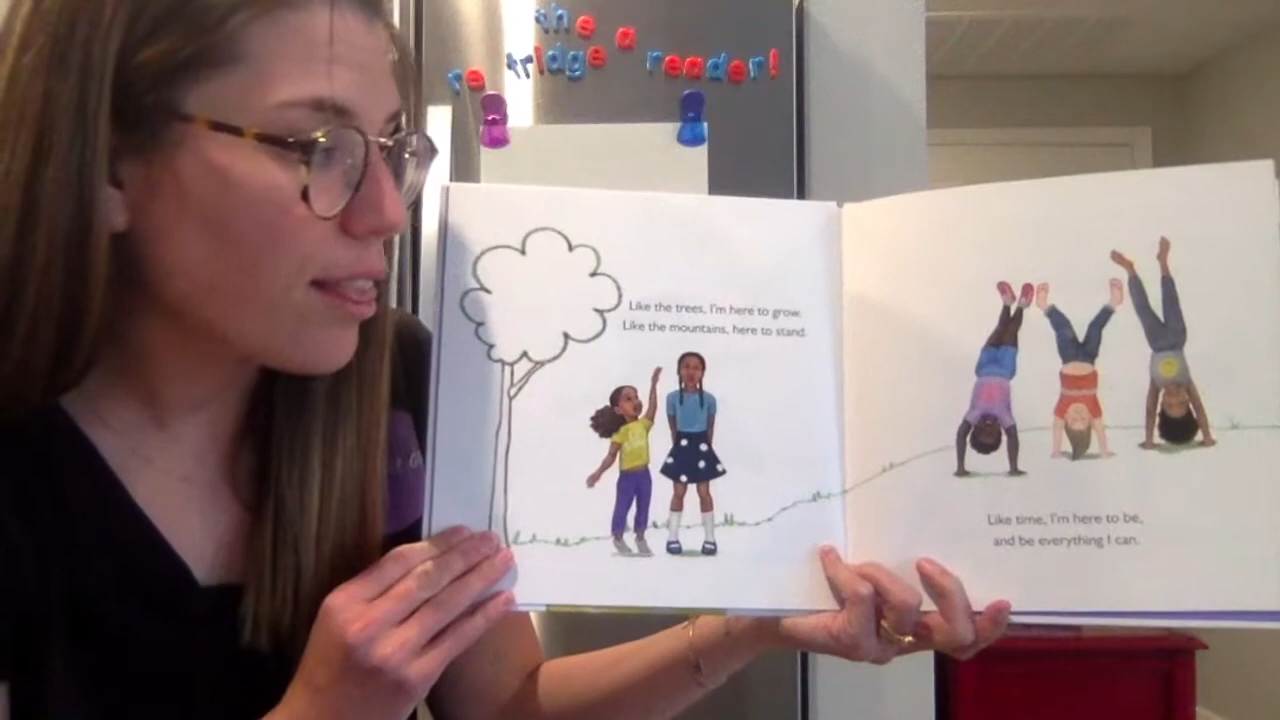 the a
re fridge reader!
Like the trees, I'm here to grow.
Like the mountains, here to stand.
Like time, I'm here to be,
and be everything I can.